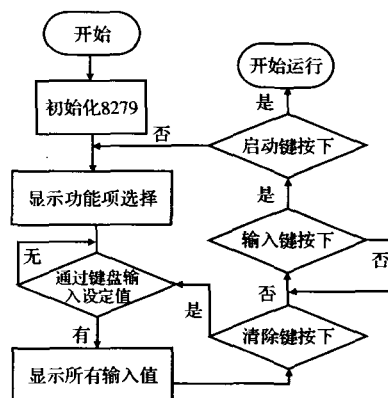 开始
开始运行
是
初始化8279
否
启动键按下
显示功能项选择
是
无
输入键按下
通过键盘输
入设定值
否
是
否
有
清除键按下
显示所有输入值